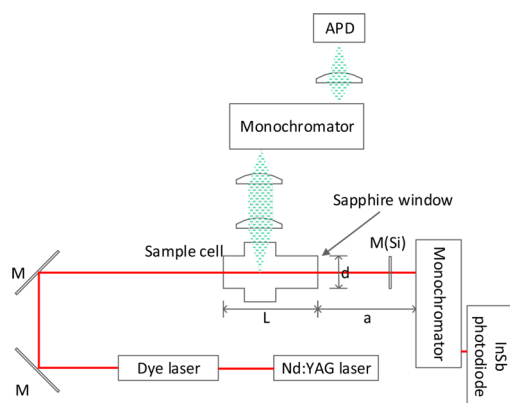 APD
Monochromator
Sapphire window
Sample cell
M(Si)
M
d
Monochromator
L
a
InSb
photodiode
M
Dye laser
Nd:YAG laser